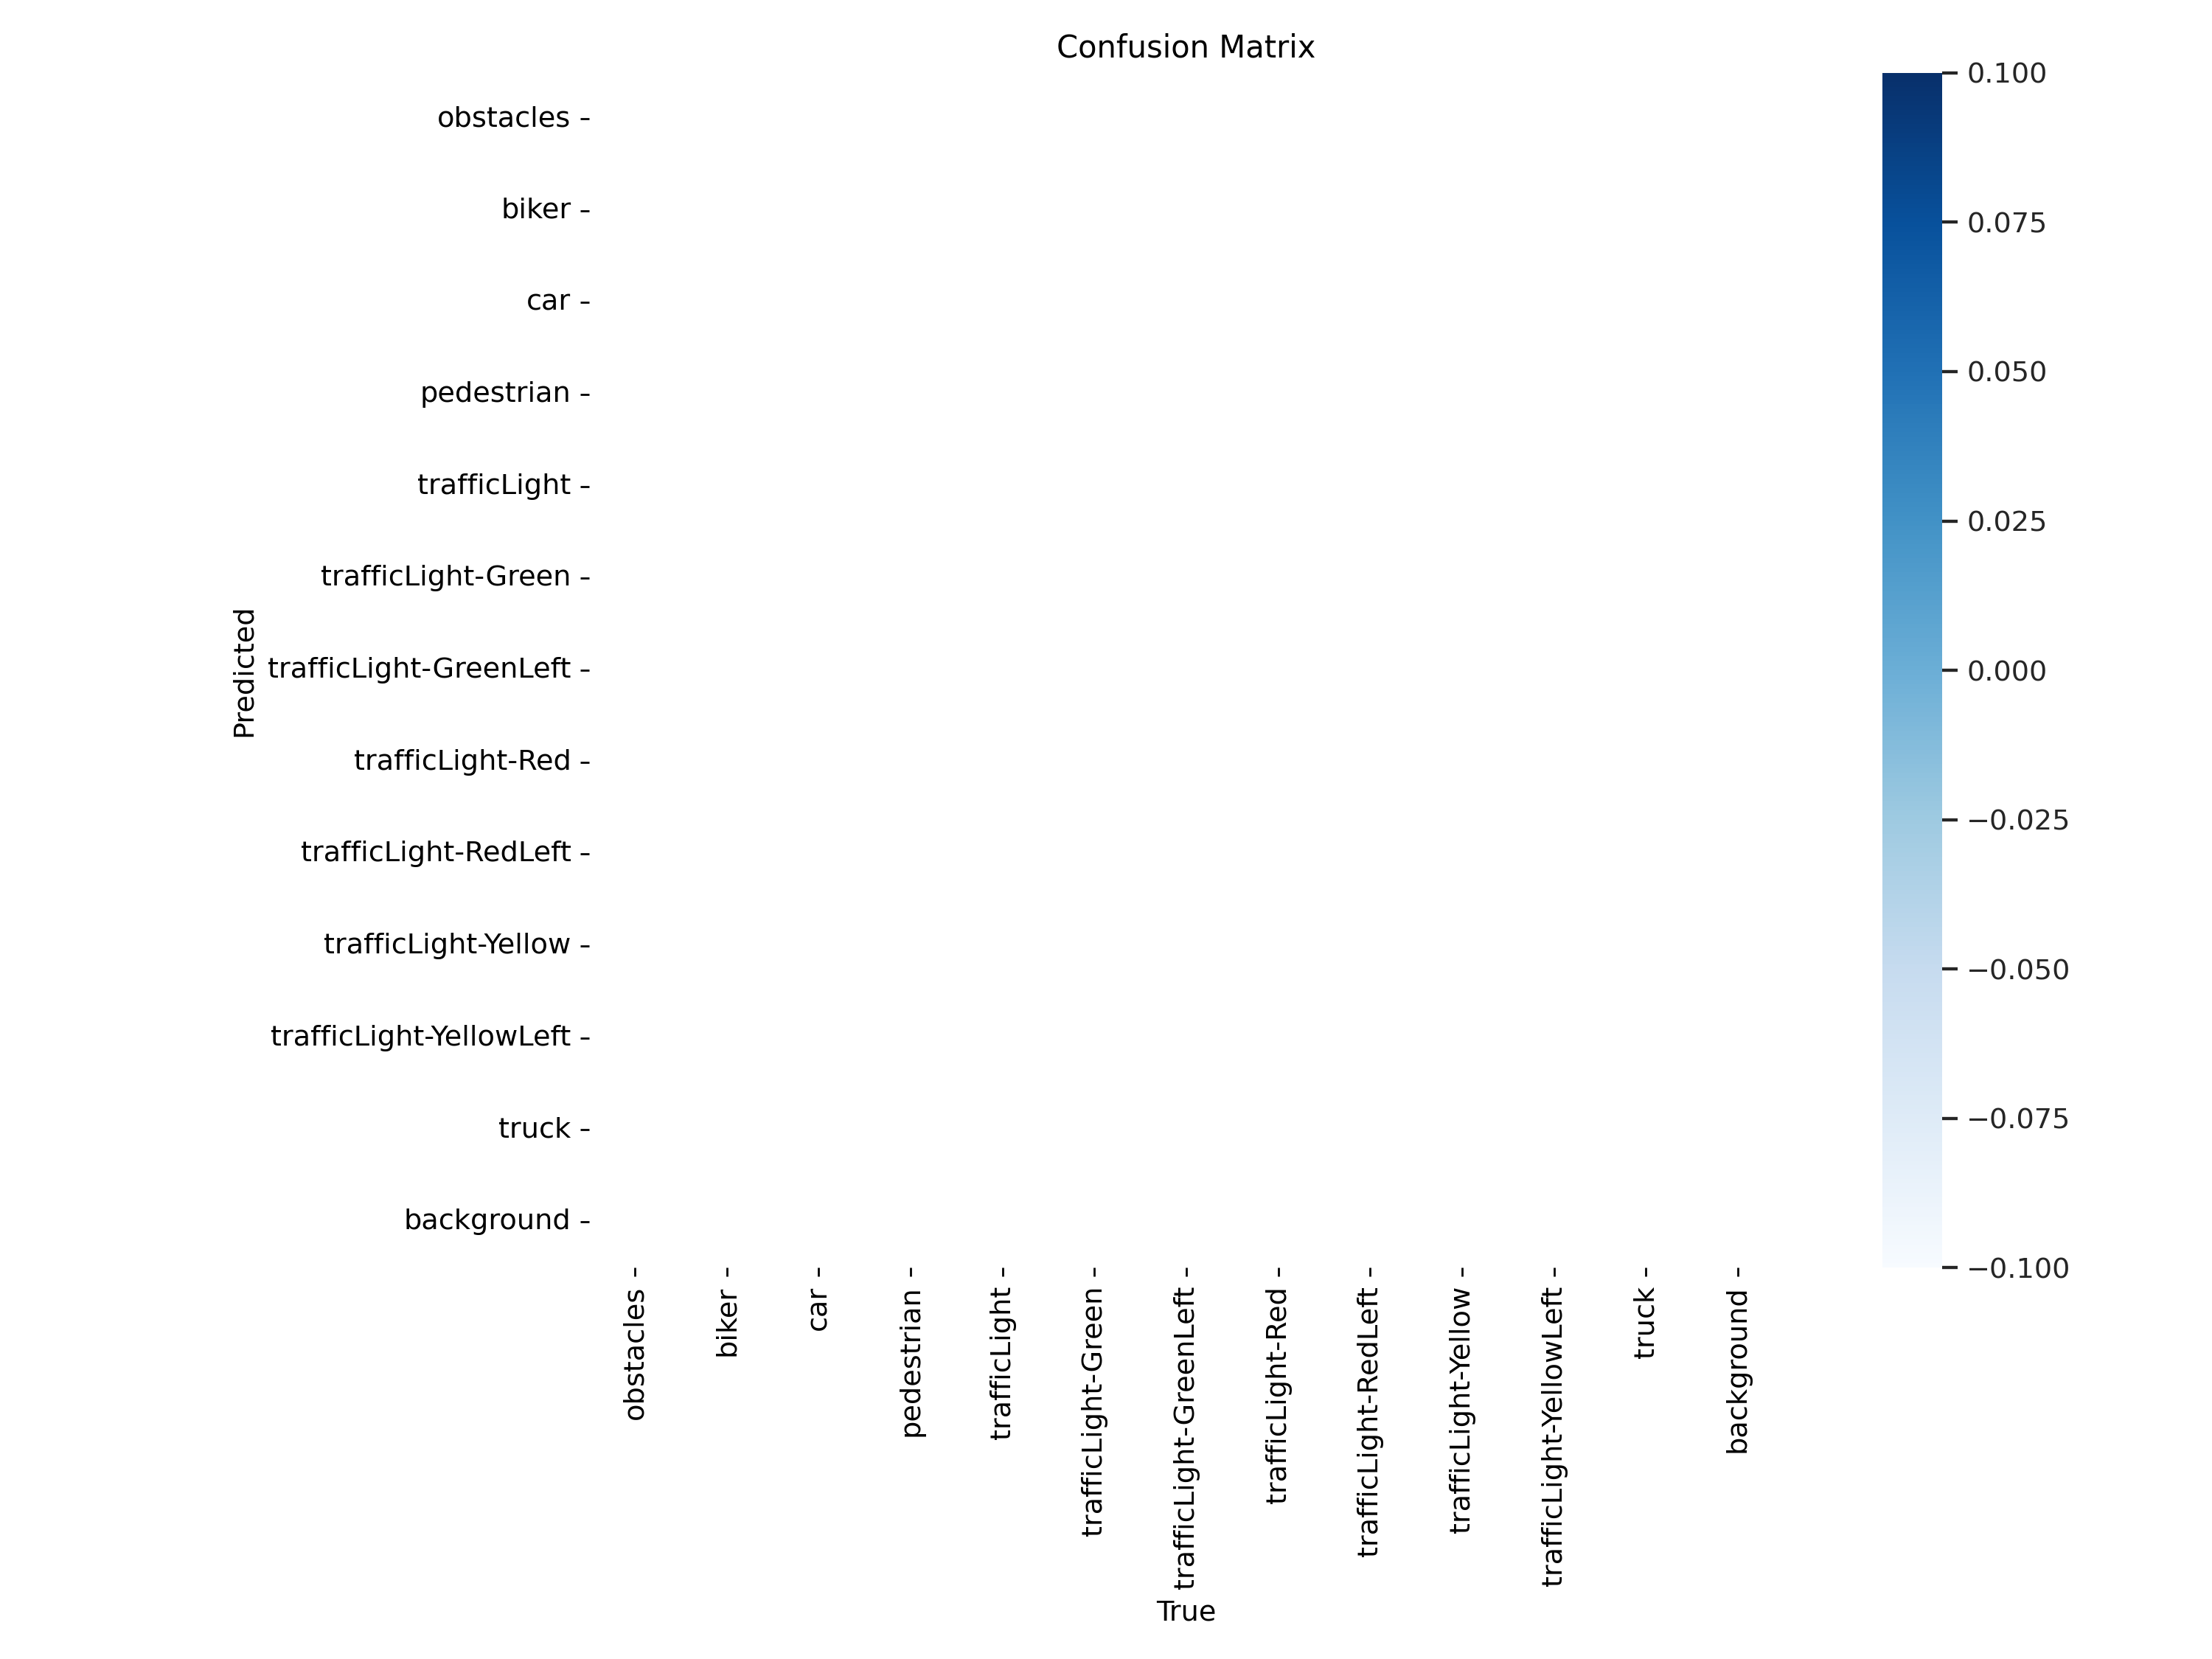 Confusion Matrix
obstacles
biker
car
pedestrian
trafficLight
trafficLight-Green
trafficLight-GreenLeft
trafficLight-Red
trafficLight-RedLeft
trafficLight-Yellow
trafficLight-YellowLeft
truck
background
Predicted
obstacles
biker
car
pedestrian
trafficLight
trafficLight-Green
trafficLight-GreenLeft
trafficLight-Red
trafficLight-RedLeft
trafficLight-Yellow
trafficLight-YellowLeft
truck
background
True
0.100
0.075
0.050
0.025
0.000
−0.025
−0.050
−0.075
−0.100